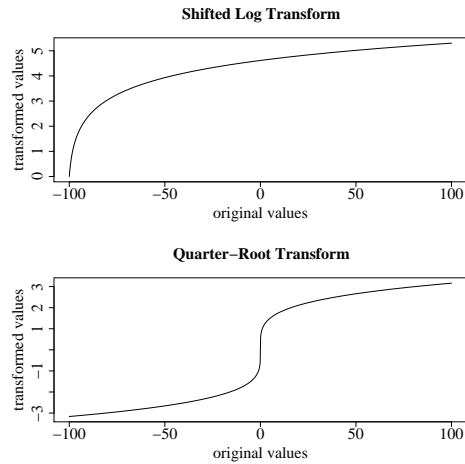 Shifted Log Transform
transformed values
0 1 2 3 4 5
−100 −50 0 50 100
original values
Quarter−Root Transform
transformed values
−3 −1 1 2 3
−100 −50 0 50 100
original values